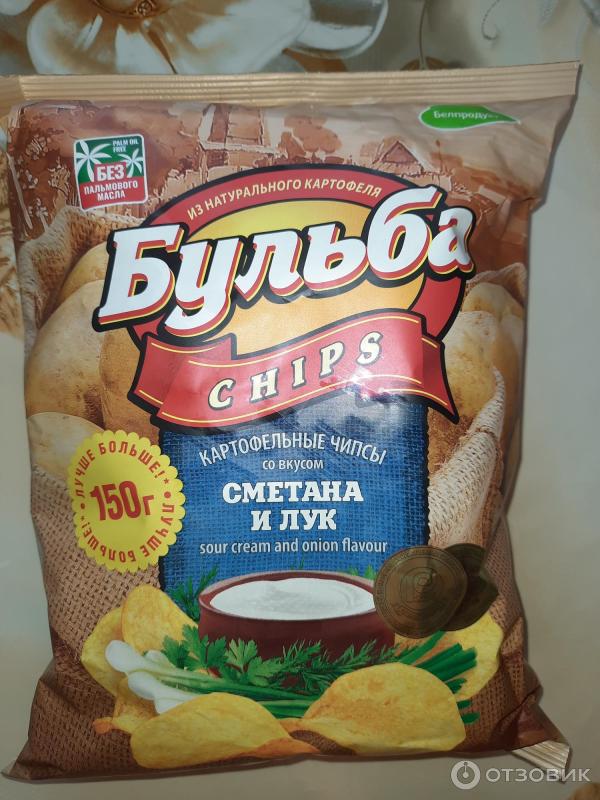 Белпродукт
PALM OIL FREE
БЕЗ
ПАЛЬМОВОГО
МАСЛА
ИЗ НАТУРАЛЬНОГО КАРТОФЕЛЯ
Бульба
CHIPS
КАРТОФЕЛЬНЫЕ ЧИПСЫ
со вкусом
СМЕТАНА
И ЛУК
sour cream and onion flavour
ЛУЧШЕ БОЛЬШЕ!
150г
ЛУЧШЕ БОЛЬШЕ!
ОТЗОВИК